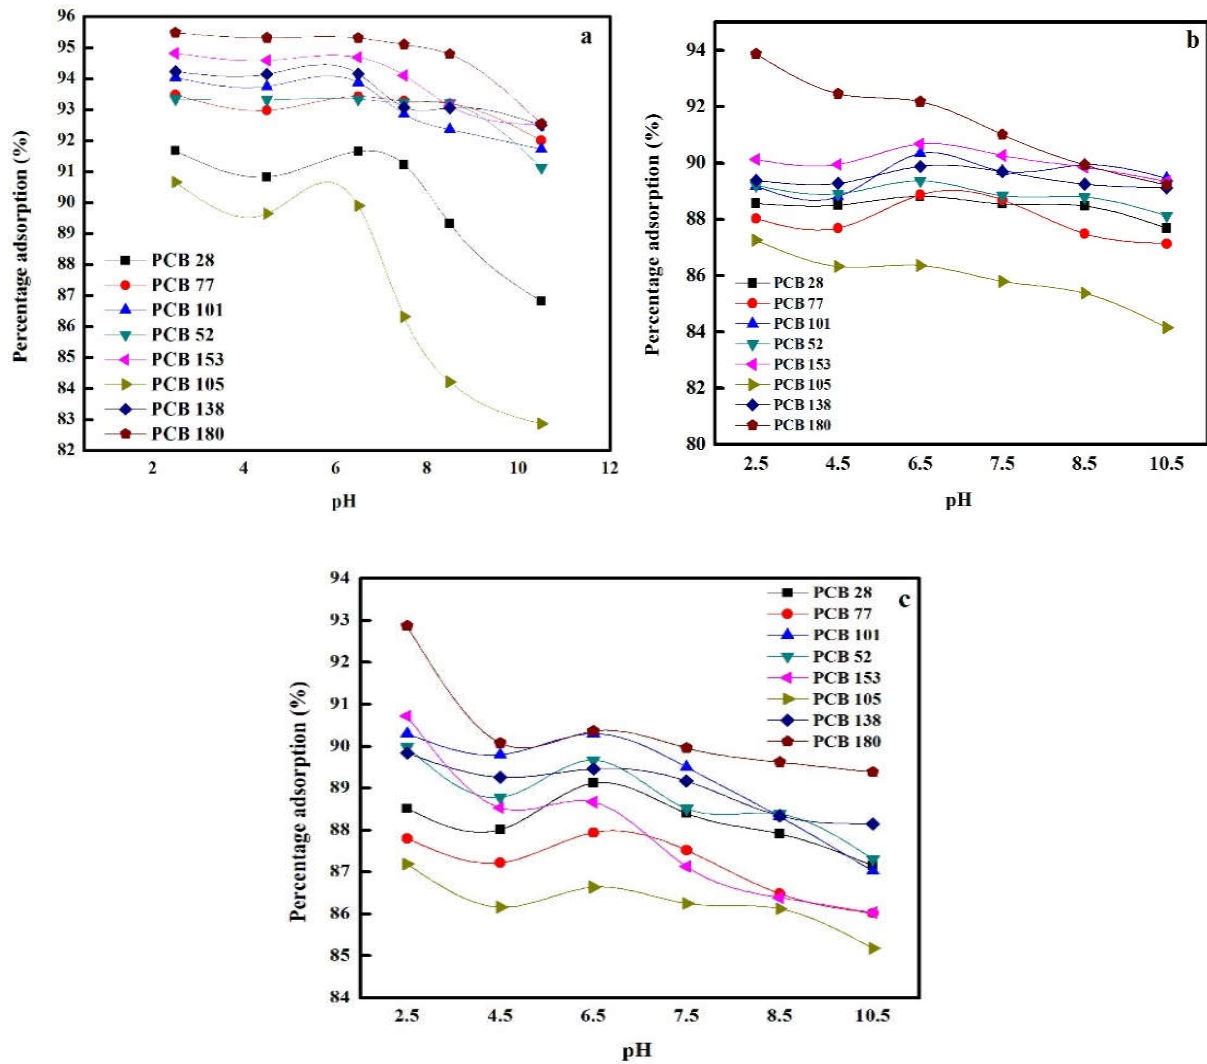 96
95
94
93
92
91
90
89
88
87
86
85
84
83
82
Percentage adsorption (%)
a
PCB 28
PCB 77
PCB 101
PCB 52
PCB 153
PCB 105
PCB 138
PCB 180
2 4 6 8 10 12
pH
94
92
90
88
86
84
82
80
Percentage adsorption (%)
b
PCB 28
PCB 77
PCB 101
PCB 52
PCB 153
PCB 105
PCB 138
PCB 180
2.5 4.5 6.5 7.5 8.5 10.5
pH
94
93
92
91
90
89
88
87
86
85
84
Percentage adsorption (%)
c
PCB 28
PCB 77
PCB 101
PCB 52
PCB 153
PCB 105
PCB 138
PCB 180
2.5 4.5 6.5 7.5 8.5 10.5
pH